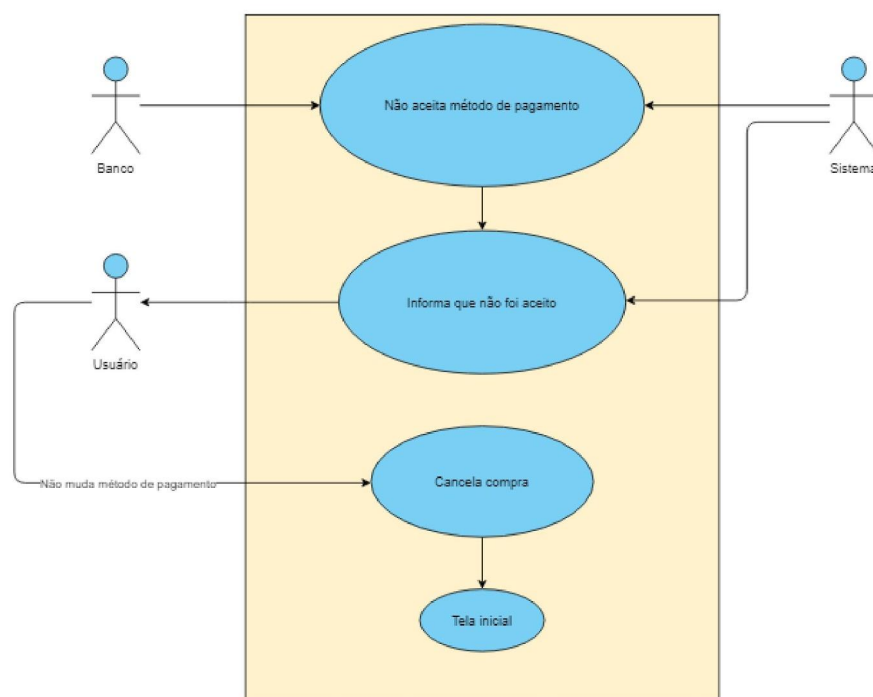 Não aceita método de pagamento
Banco
Sistema
Informa que não foi aceito
Usuário
Cancela compra
Não muda método de pagamento
Tela inicial